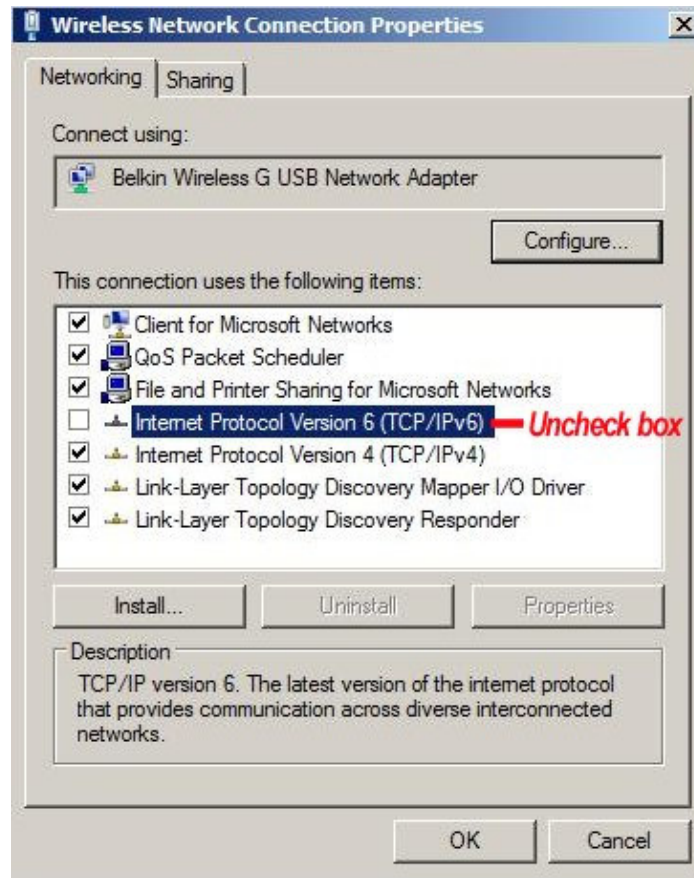 Wireless Network Connection Properties
Networking
Sharing
Connect using:
Belkin Wireless G USB Network Adapter
Configure...
This connection uses the following items:
Client for Microsoft Networks
QoS Packet Scheduler
File and Printer Sharing for Microsoft Networks
Internet Protocol Version 6 (TCP/IPv6) Uncheck box
Internet Protocol Version 4 (TCP/IPv4)
Link-Layer Topology Discovery Mapper I/O Driver
Link-Layer Topology Discovery Responder
Install...
Uninstall
Properties
Description
TCP/IP version 6. The latest version of the internet protocol
that provides communication across diverse interconnected
networks.
OK
Cancel